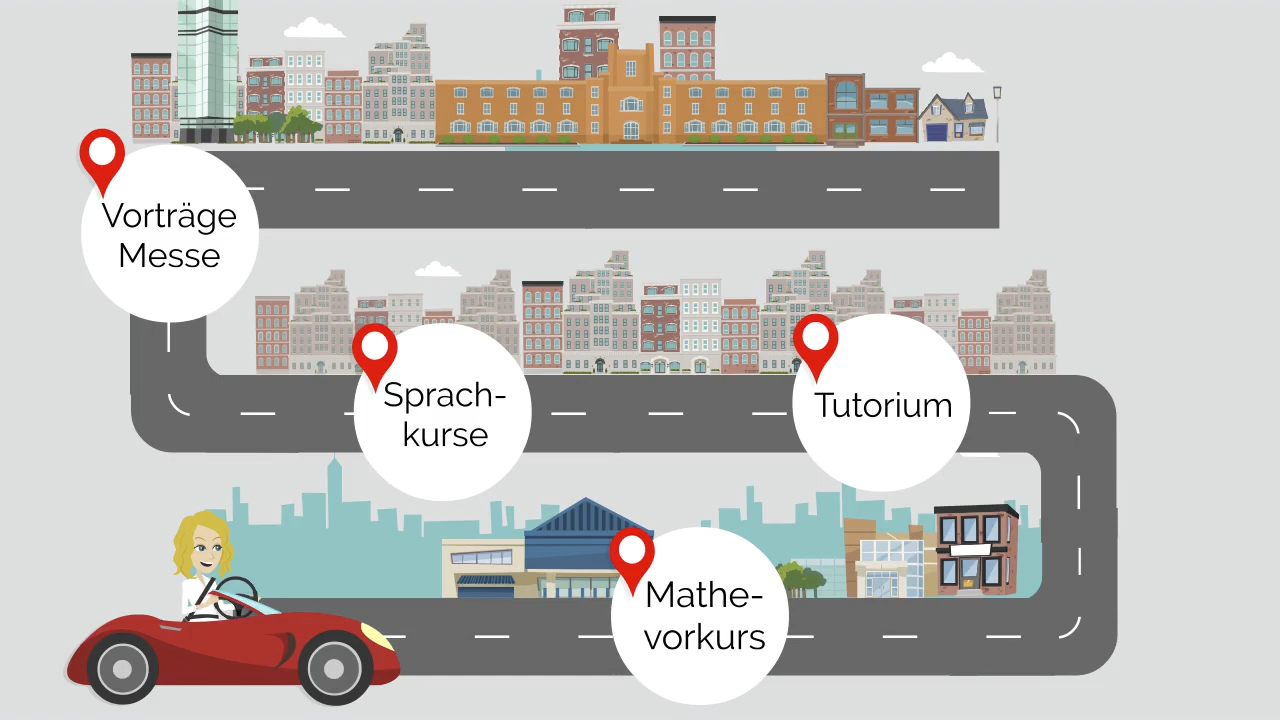 Vorträge
Messe
Sprach-
kurse
Tutorium
Mathe-
vorkurs